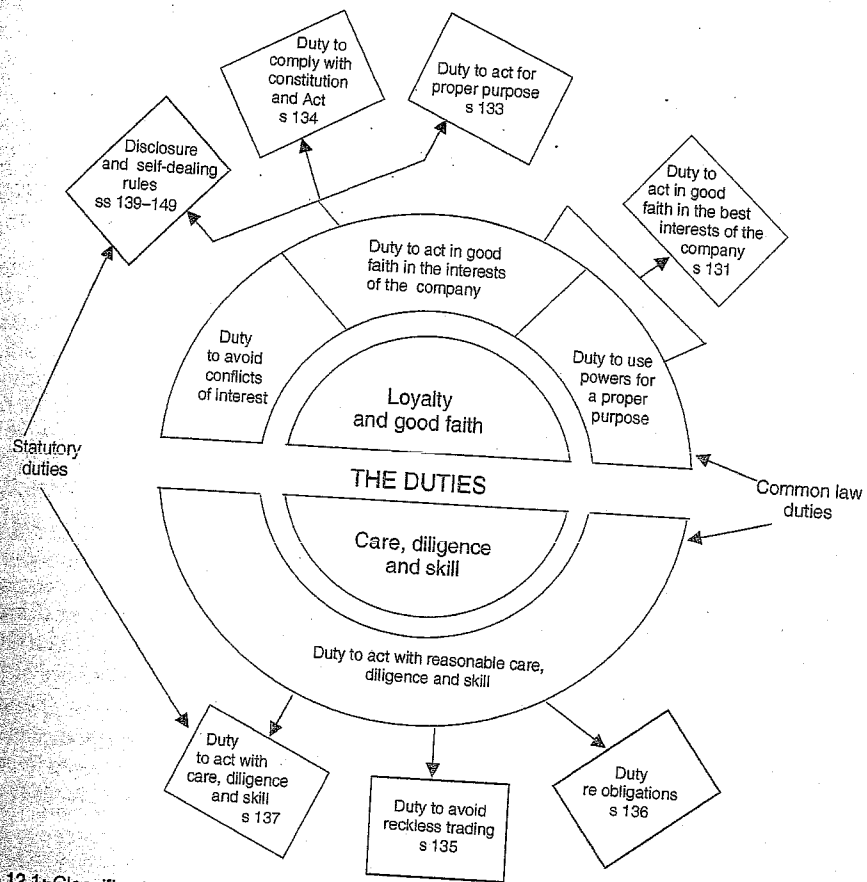 Duty to
comply with
constitution
and Act
s 134
Duty to act for
proper purpose
s 133
Disclosure
and self-dealing
rules
ss 139–149
Duty to
act in good
faith in the best
interests of the
company
s 131
Duty to act in good
faith in the interests
of the company
Duty
to avoid
conflicts
of interest
Duty to use
powers for
a proper
purpose
Loyalty
and good faith
Statutory
duties
THE DUTIES
Common law
duties
Care, diligence
and skill
Duty to act with reasonable care,
diligence and skill
Duty
to act with
care, diligence
and skill
s 137
Duty to avoid
reckless trading
s 135
Duty
re obligations
s 136